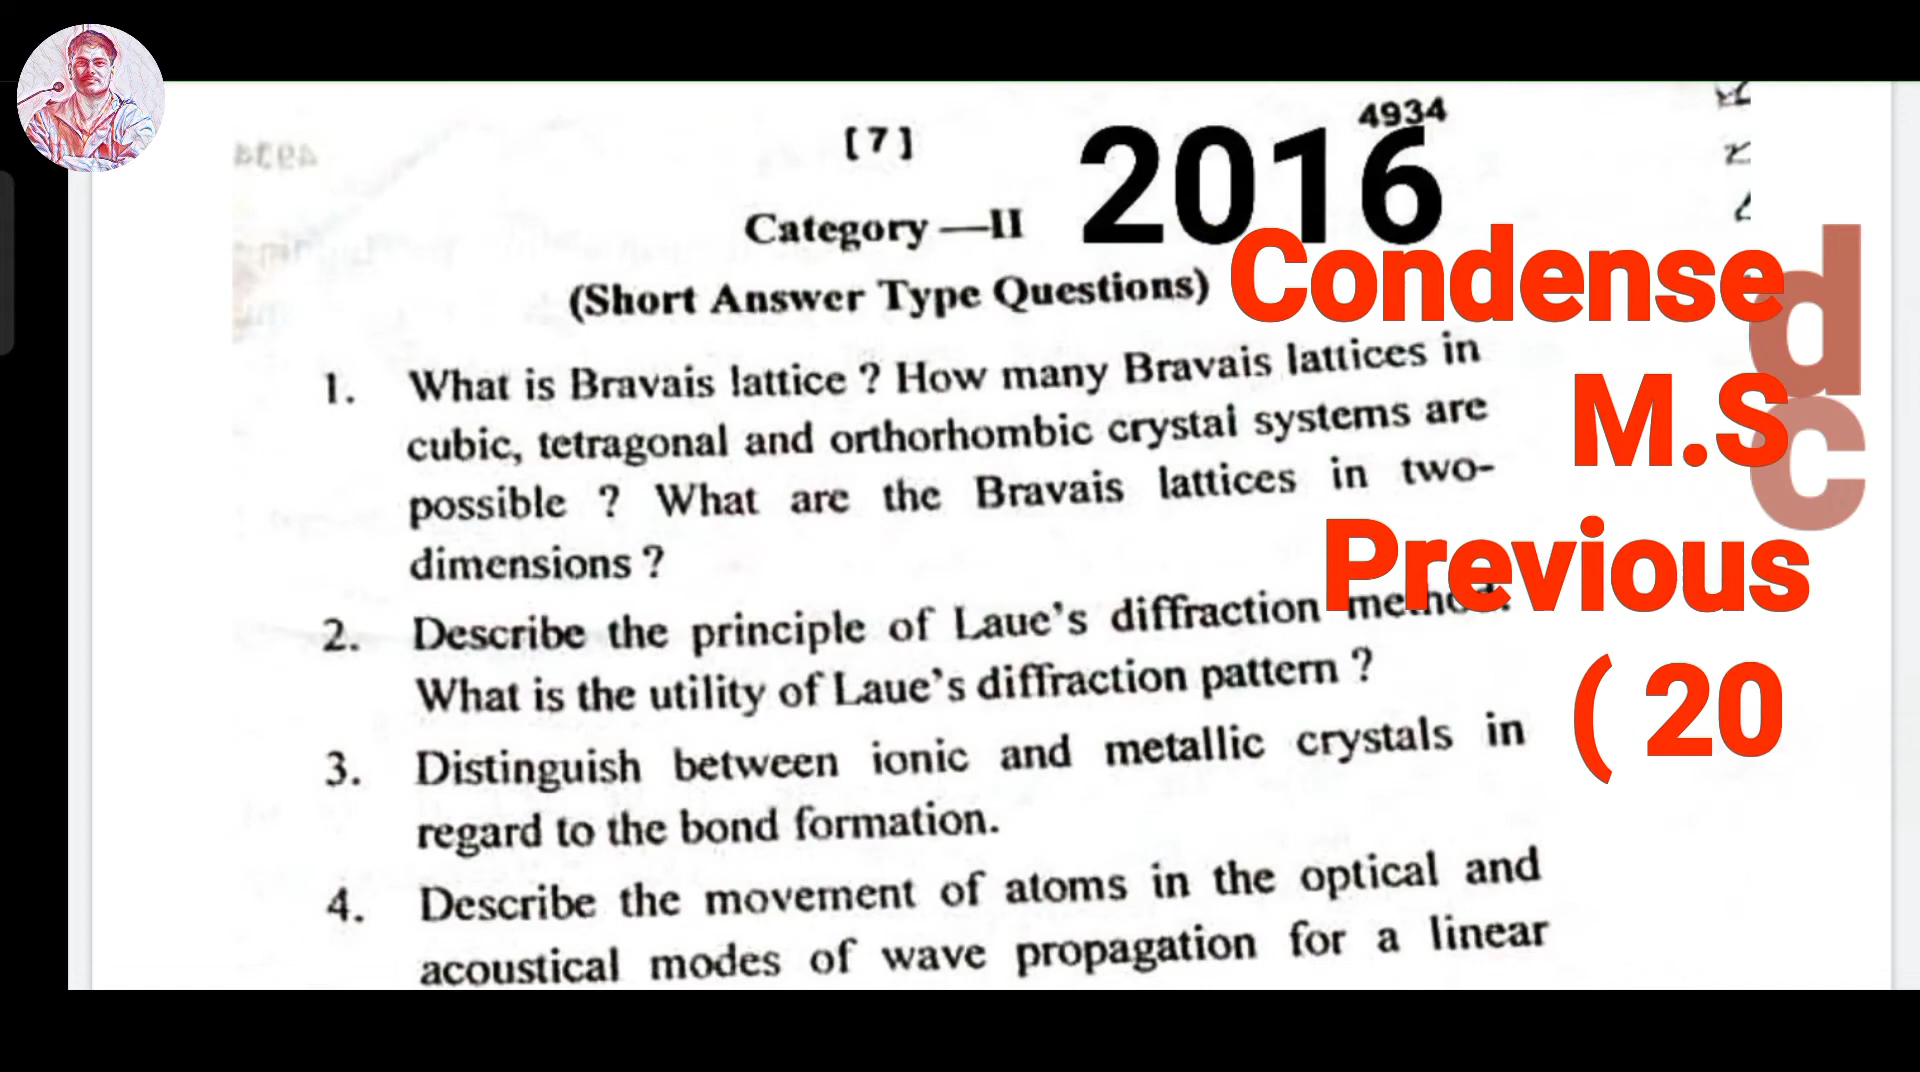 [ 7 ]
4934
2016
Category —II
(Short Answer Type Questions)
1. What is Bravais lattice ? How many Bravais lattices in
cubic, tetragonal and orthorhombic crystal systems are
possible ? What are the Bravais lattices in two-
dimensions ?
2. Describe the principle of Laue's diffraction method.
What is the utility of Laue's diffraction pattern ?
3. Distinguish between ionic and metallic crystals in
regard to the bond formation.
4. Describe the movement of atoms in the optical and
acoustical modes of wave propagation for a linear
Condensed
M.Sc
Previous
( 20